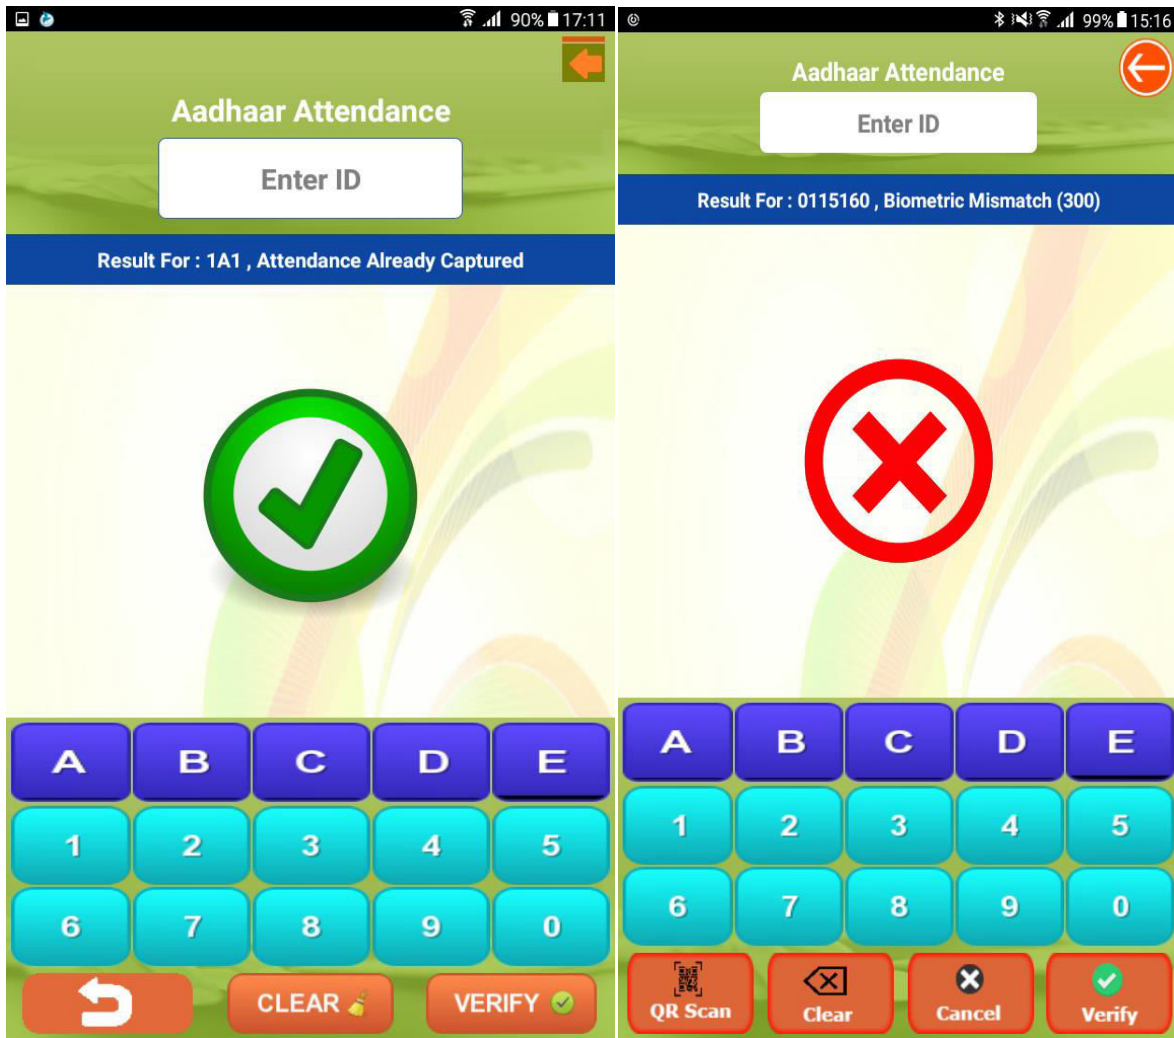 90% 17:11
Aadhaar Attendance
Enter ID
Result For : 1A1 , Attendance Already Captured
A B C D E
1 2 3 4 5
6 7 8 9 0
CLEAR VERIFY
99% 15:16
Aadhaar Attendance
Enter ID
Result For : 0115160 , Biometric Mismatch (300)
A B C D E
1 2 3 4 5
6 7 8 9 0
QR Scan Clear Cancel Verify